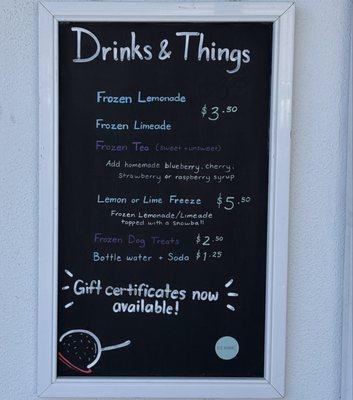 Drinks & Things
Frozen Lemonade
$3.50
Frozen Limeade
Frozen Tea (sweet + unsweet)
Add homemade blueberry, cherry,
strawberry or raspberry syrup
Lemon or Lime Freeze $5.50
Frozen Lemonade/Limeade
topped with a snowball
Frozen Dog Treats $2.50
Bottle water + Soda $1.25
Gift certificates now
available!